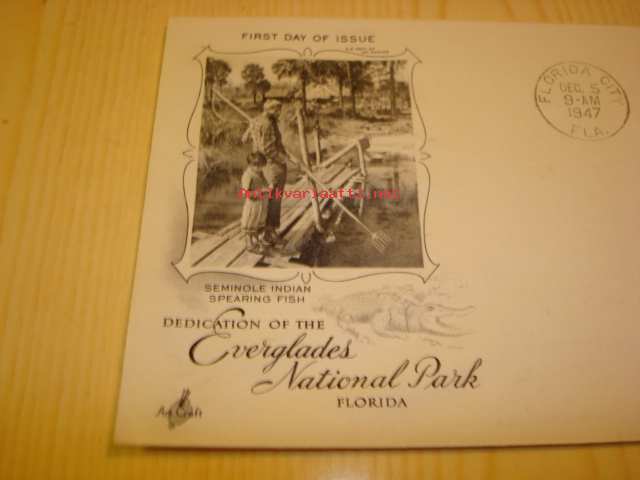 FIRST DAY OF ISSUE
FLORIDA CITY
DEC 5
9-AM
1947
FLA.
Antikvariaatti.net
SEMINOLE INDIAN
SPEARING FISH
DEDICATION OF THE
Everglades
National Park
FLORIDA
Art Craft